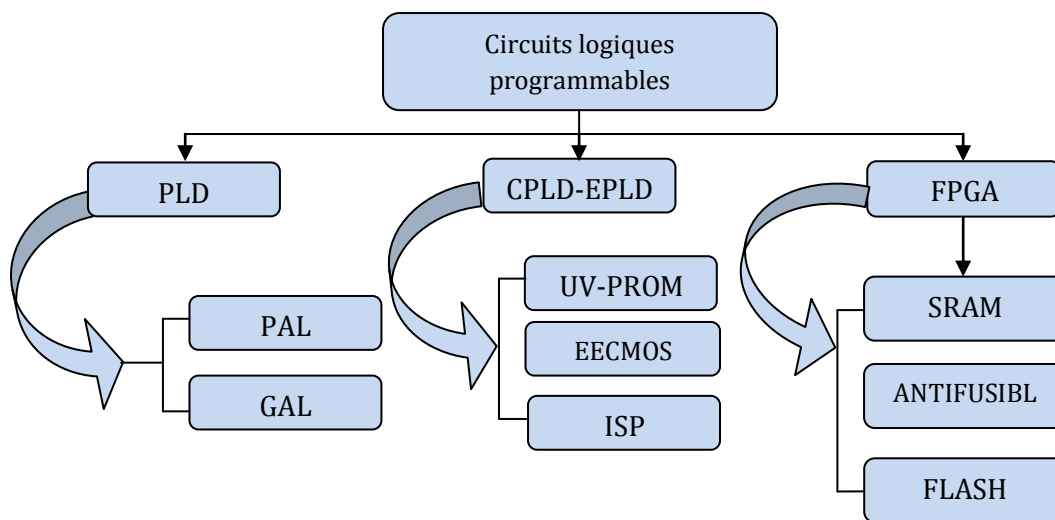 Circuits logiques
programmables
PLD
CPLD-EPLD
FPGA
PAL
GAL
UV-PROM
EECMOS
ISP
SRAM
ANTIFUSIBL
FLASH